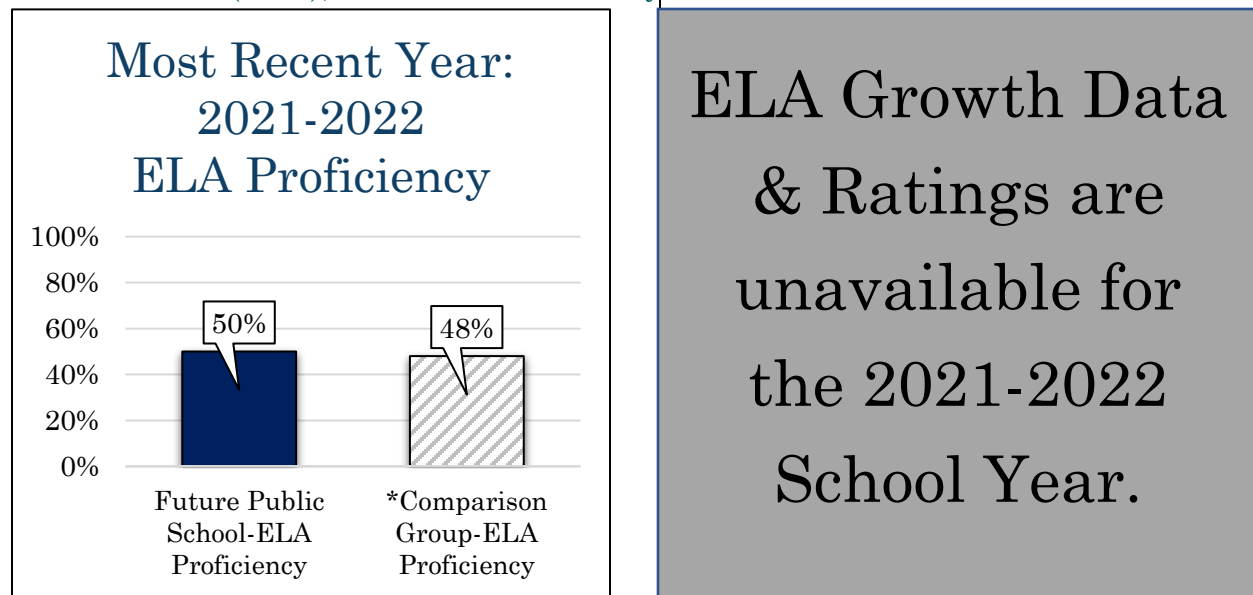 Most Recent Year:
2021-2022
ELA Proficiency
100%
80%
60%
40%
20%
0%
50%
48%
Future Public
School-ELA
Proficiency
*Comparison
Group-ELA
Proficiency
ELA Growth Data
& Ratings are
unavailable for
the 2021-2022
School Year.